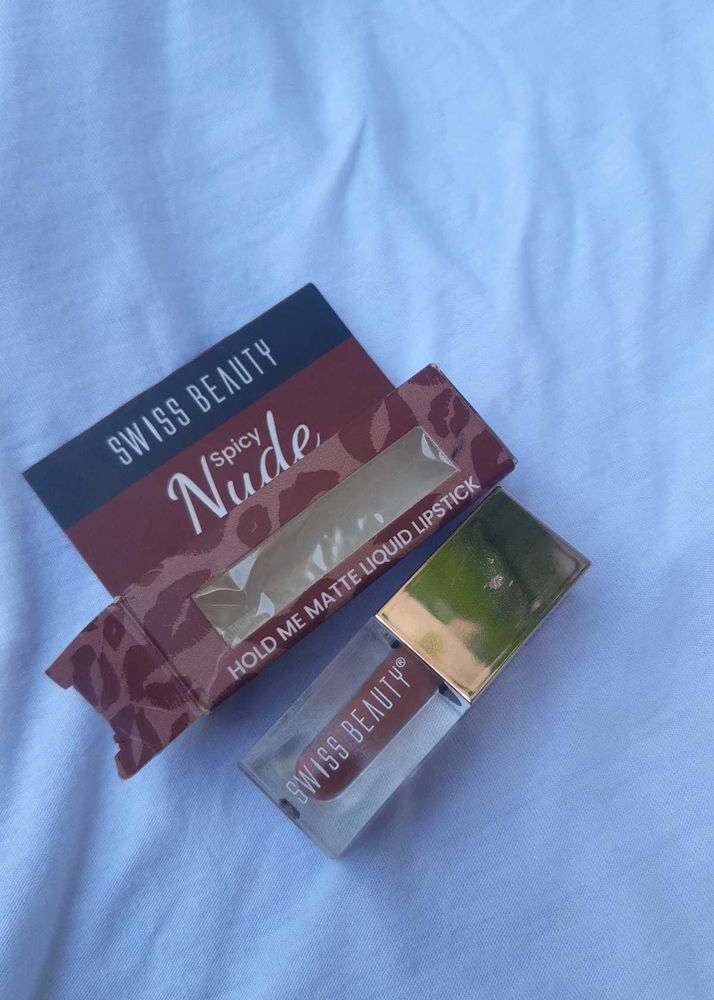 SWISS BEAUTY
Spicy
Nude
HOLD ME MATTE LIQUID LIPSTICK
SWISS BEAUTY®